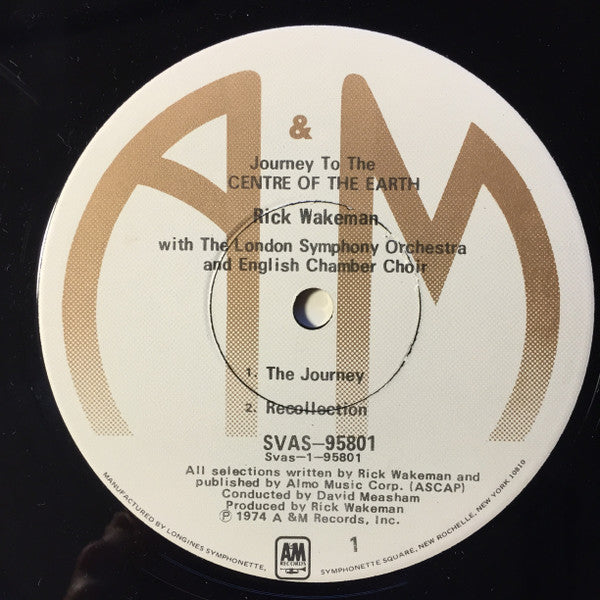 &
AM
Journey To The
CENTRE OF THE EARTH
Rick Wakeman
with The London Symphony Orchestra
and English Chamber Choir
1. The Journey
2. Recollection
SVAS-95801
Svas-1-95801
All selections written by Rick Wakeman and
published by Almo Music Corp. (ASCAP)
Conducted by David Measham
Produced by Rick Wakeman
℗ 1974 A &M Records, Inc.
1
A&M
RECORDS
MANUFACTURED BY LONGINES SYMPHONETTE, SYMPHONETTE SQUARE, NEW ROCHELLE, NEW YORK 10810